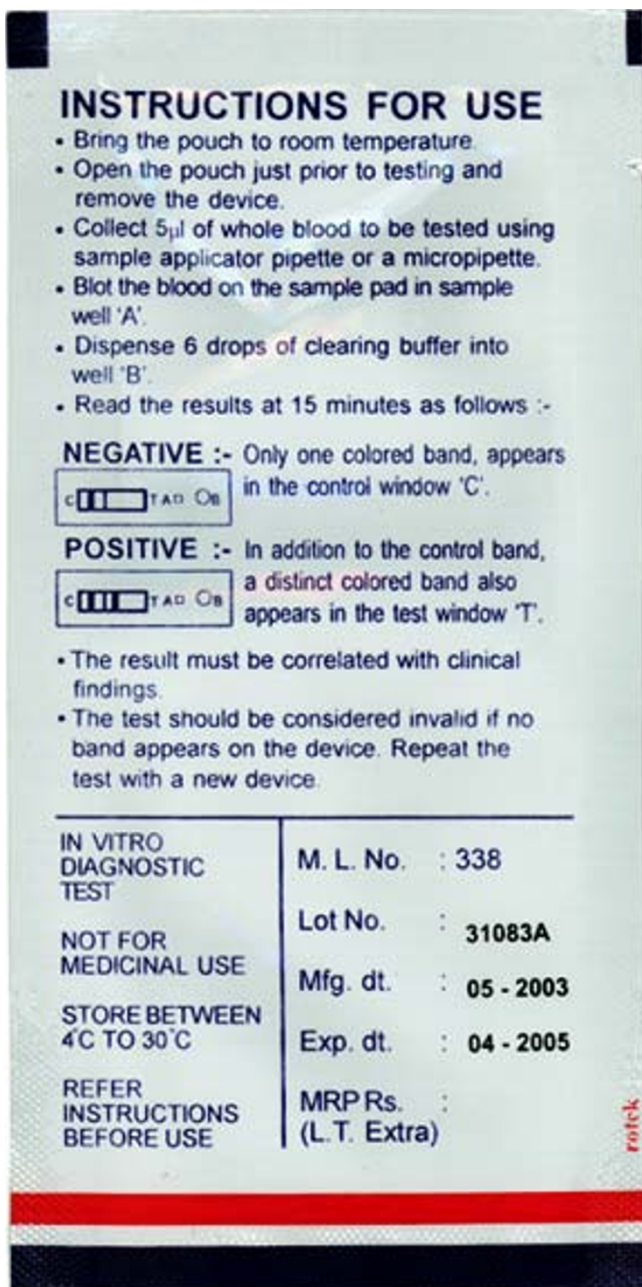 INSTRUCTIONS FOR USE
• Bring the pouch to room temperature.
• Open the pouch just prior to testing and
remove the device.
• Collect 5μl of whole blood to be tested using
sample applicator pipette or a micropipette.
• Blot the blood on the sample pad in sample
well 'A'.
• Dispense 6 drops of clearing buffer into
well 'B'.
• Read the results at 15 minutes as follows :-
NEGATIVE :- Only one colored band, appears
in the control window 'C'.
C T A B
POSITIVE :- In addition to the control band,
a distinct colored band also
C T A B
appears in the test window 'T'.
• The result must be correlated with clinical
findings.
• The test should be considered invalid if no
band appears on the device. Repeat the
test with a new device.
IN VITRO
DIAGNOSTIC
TEST
NOT FOR
MEDICINAL USE
STORE BETWEEN
4°C TO 30°C
REFER
INSTRUCTIONS
BEFORE USE
M. L. No. : 338
Lot No. : 31083A
Mfg. dt. : 05 - 2003
Exp. dt. : 04 - 2005
MRP Rs. :
(L.T. Extra)
rotek